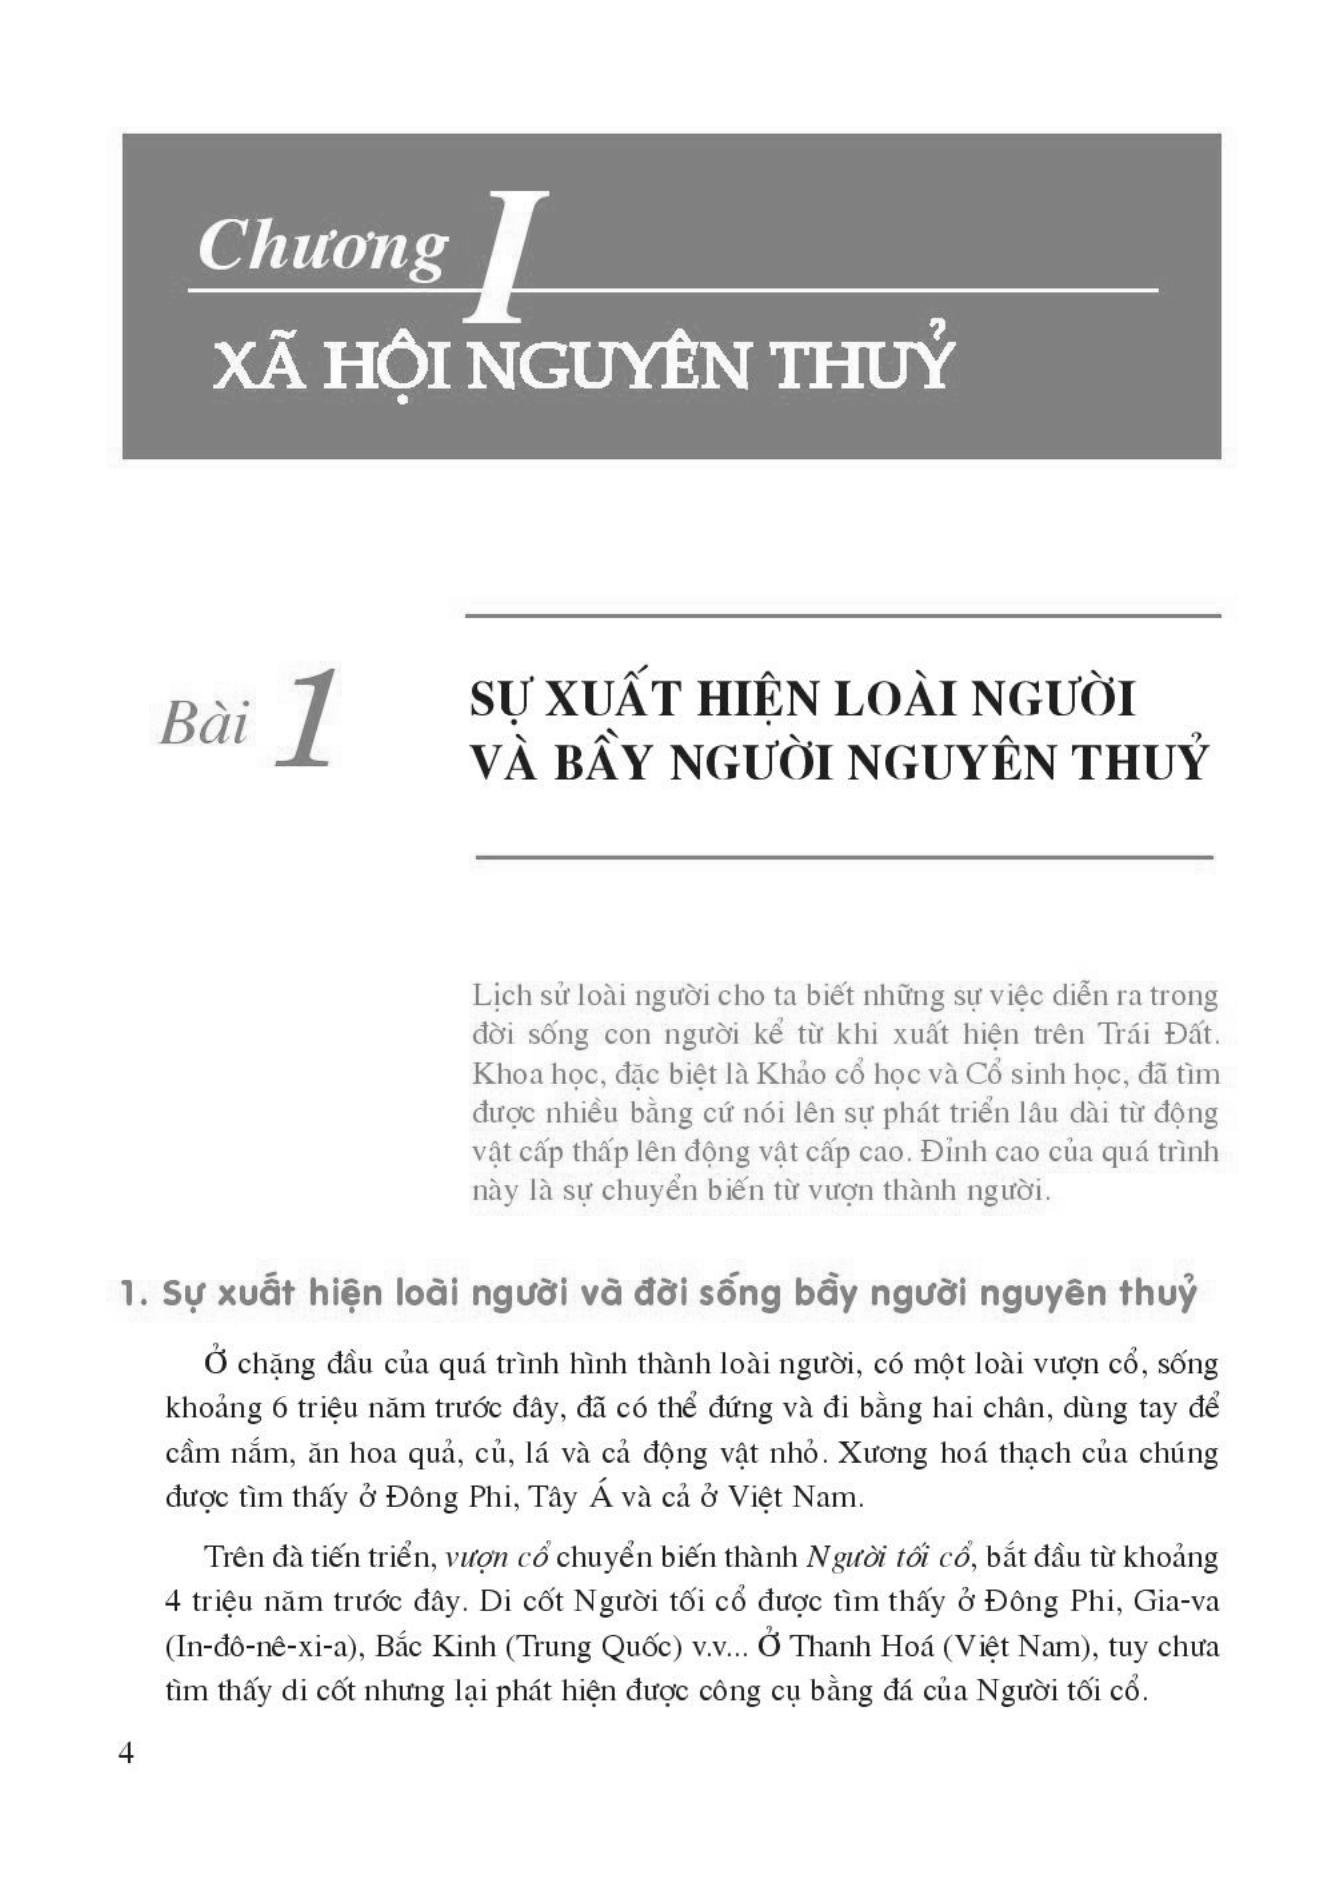 Chương I
XÃ HỘI NGUYÊN THUỶ
Bài 1
SỰ XUẤT HIỆN LOÀI NGƯỜI
VÀ BẦY NGƯỜI NGUYÊN THUỶ
Lịch sử loài người cho ta biết những sự việc diễn ra trong
đời sống con người kể từ khi xuất hiện trên Trái Đất.
Khoa học, đặc biệt là Khảo cổ học và Cổ sinh học, đã tìm
được nhiều bằng cứ nói lên sự phát triển lâu dài từ động
vật cấp thấp lên động vật cấp cao. Đỉnh cao của quá trình
này là sự chuyển biến từ vượn thành người.
1. Sự xuất hiện loài người và đời sống bầy người nguyên thuỷ
Ở chặng đầu của quá trình hình thành loài người, có một loài vượn cổ, sống
khoảng 6 triệu năm trước đây, đã có thể đứng và đi bằng hai chân, dùng tay để
cầm nắm, ăn hoa quả, củ, lá và cả động vật nhỏ. Xương hoá thạch của chúng
được tìm thấy ở Đông Phi, Tây Á và cả ở Việt Nam.
Trên đà tiến triển, vượn cổ chuyển biến thành Người tối cổ, bắt đầu từ khoảng
4 triệu năm trước đây. Di cốt Người tối cổ được tìm thấy ở Đông Phi, Gia-va
(In-đô-nê-xi-a), Bắc Kinh (Trung Quốc) v.v... Ở Thanh Hoá (Việt Nam), tuy chưa
tìm thấy di cốt nhưng lại phát hiện được công cụ bằng đá của Người tối cổ.
4